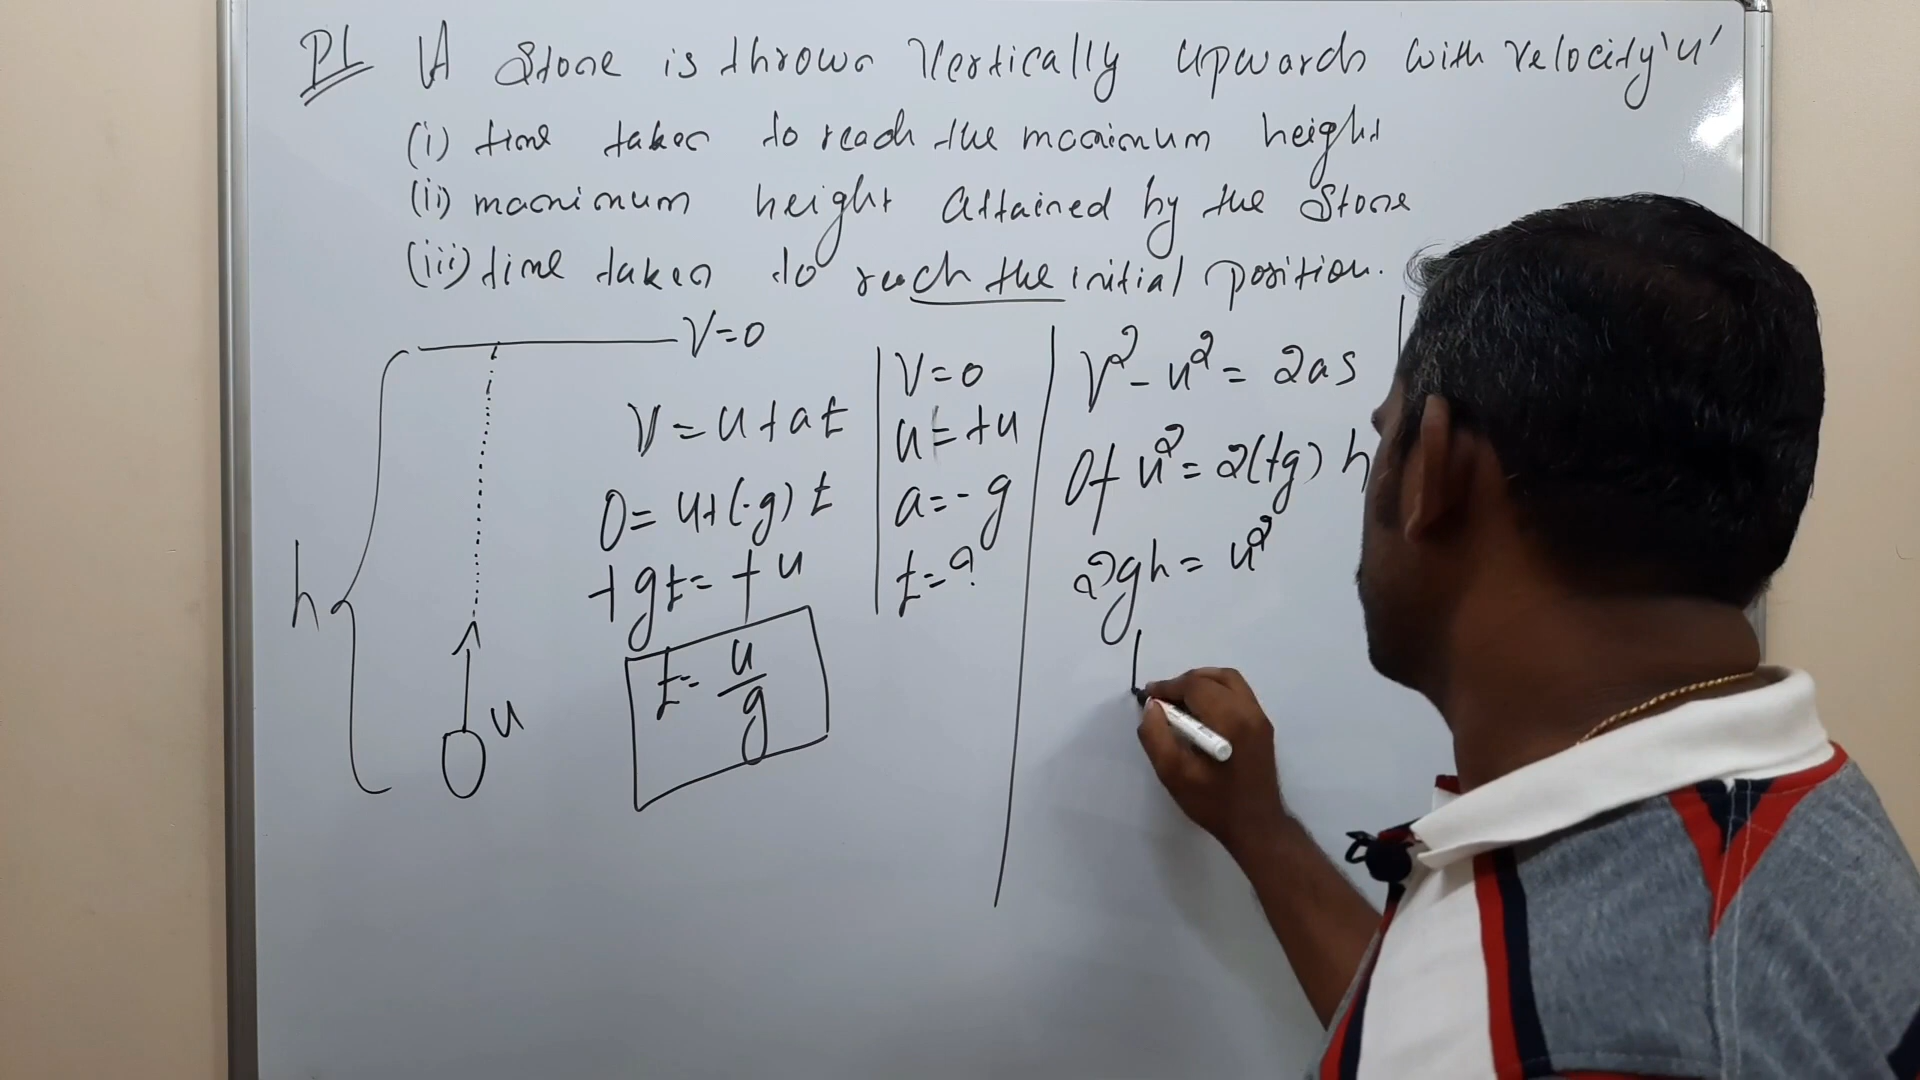 P1 A Stone is thrown Vertically upwards with velocity 'u'
(i) time taken to reach the maximum height
(ii) maximum height attained by the Stone
(iii) time taken to reach the initial position.
V=0
h
u
V=u+at
0=u+(-g)t
+gt=+u
t=u/g
V=0
u=+u
a=-g
t=?
V²-u²=2as
0+u²=2(+g)h
2gh=u²